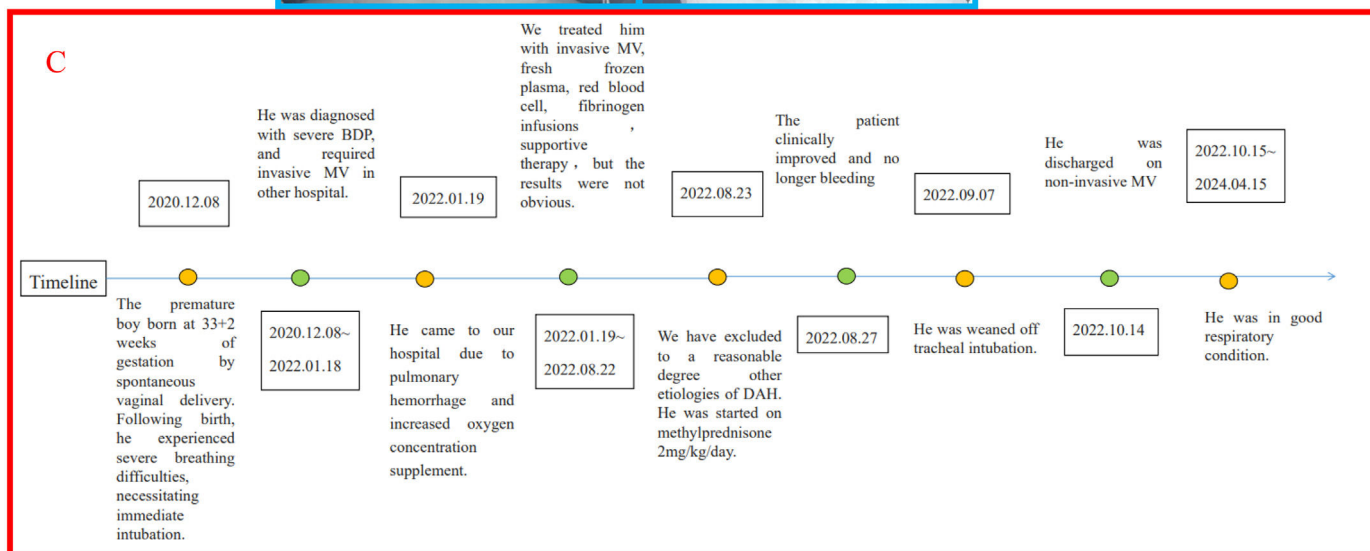 C
Timeline
2020.12.08
The premature
boy born at 33+2
weeks of
gestation by
spontaneous
vaginal delivery.
Following birth,
he experienced
severe breathing
difficulties,
necessitating
immediate
intubation.
He was diagnosed
with severe BDP,
and required
invasive MV in
other hospital.
2020.12.08~
2022.01.18
2022.01.19
He came to our
hospital due to
pulmonary
hemorrhage and
increased oxygen
concentration
supplement.
We treated him
with invasive MV,
fresh frozen
plasma, red blood
cell, fibrinogen
infusions ,
supportive
therapy, but the
results were not
obvious.
2022.01.19~
2022.08.22
2022.08.23
We have excluded
to a reasonable
degree other
etiologies of DAH.
He was started on
methylprednisone
2mg/kg/day.
The patient
clinically
improved and no
longer bleeding
2022.08.27
2022.09.07
He was weaned off
tracheal intubation.
He was
discharged on
non-invasive MV
2022.10.14
2022.10.15~
2024.04.15
He was in good
respiratory
condition.